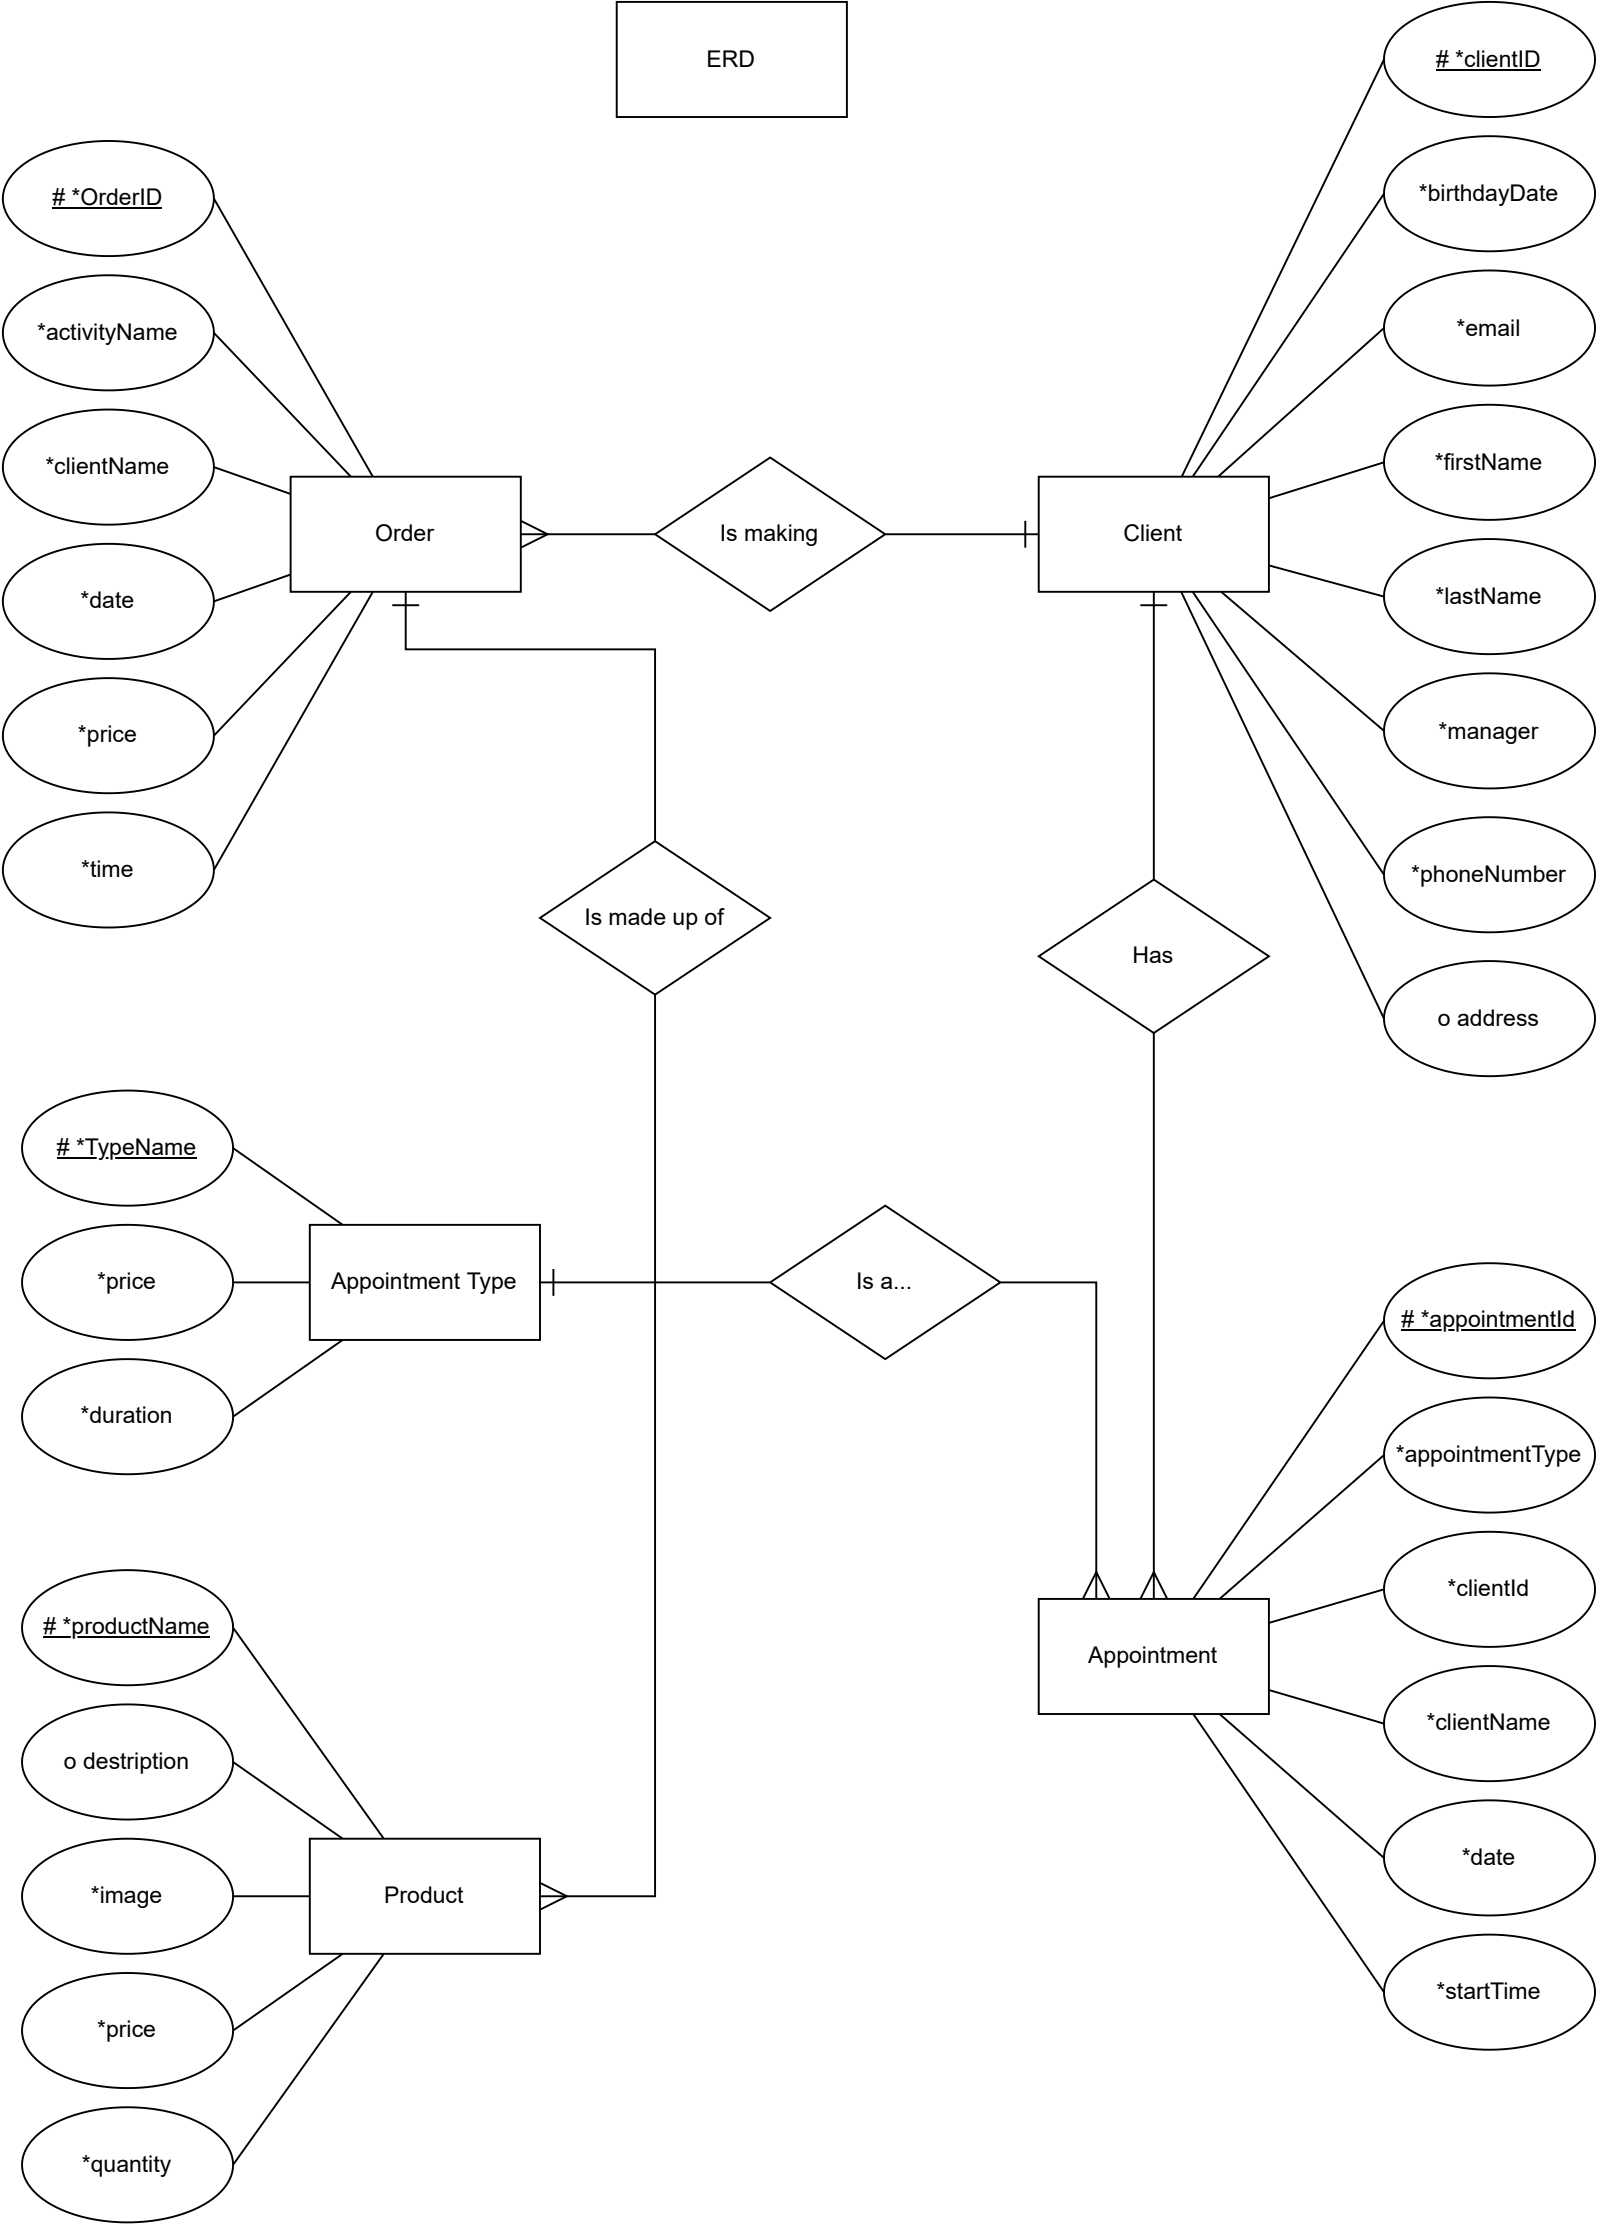 ERD
# *clientID
*birthdayDate
*email
*firstName
*lastName
*manager
*phoneNumber
o address
# *OrderID
*activityName
*clientName
*date
*price
*time
Order
Is making
Client
Is made up of
Has
# *TypeName
*price
*duration
Appointment Type
Is a...
# *appointmentId
*appointmentType
*clientId
*clientName
*date
*startTime
Appointment
# *productName
o destription
*image
*price
*quantity
Product